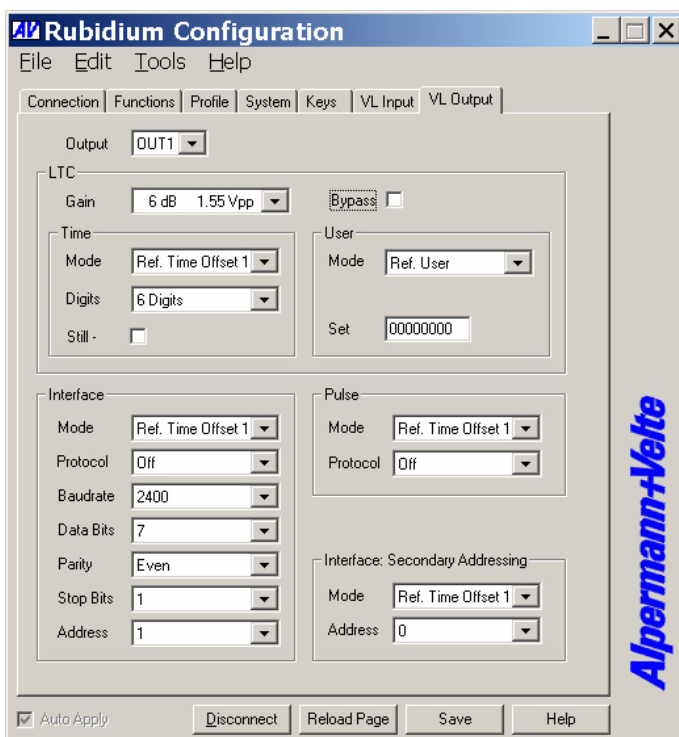 AV Rubidium Configuration
File Edit Tools Help
Connection Functions Profile System Keys VL Input VL Output
Output OUT1
LTC
Gain 6 dB 1.55 Vpp Bypass
Time
Mode Ref. Time Offset 1
Digits 6 Digits
Still -
User
Mode Ref. User
Set 00000000
Interface
Mode Ref. Time Offset 1
Protocol Off
Baudrate 2400
Data Bits 7
Parity Even
Stop Bits 1
Address 1
Pulse
Mode Ref. Time Offset 1
Protocol Off
Interface: Secondary Addressing
Mode Ref. Time Offset 1
Address 0
Alpermann+Velte
Auto Apply Disconnect Reload Page Save Help